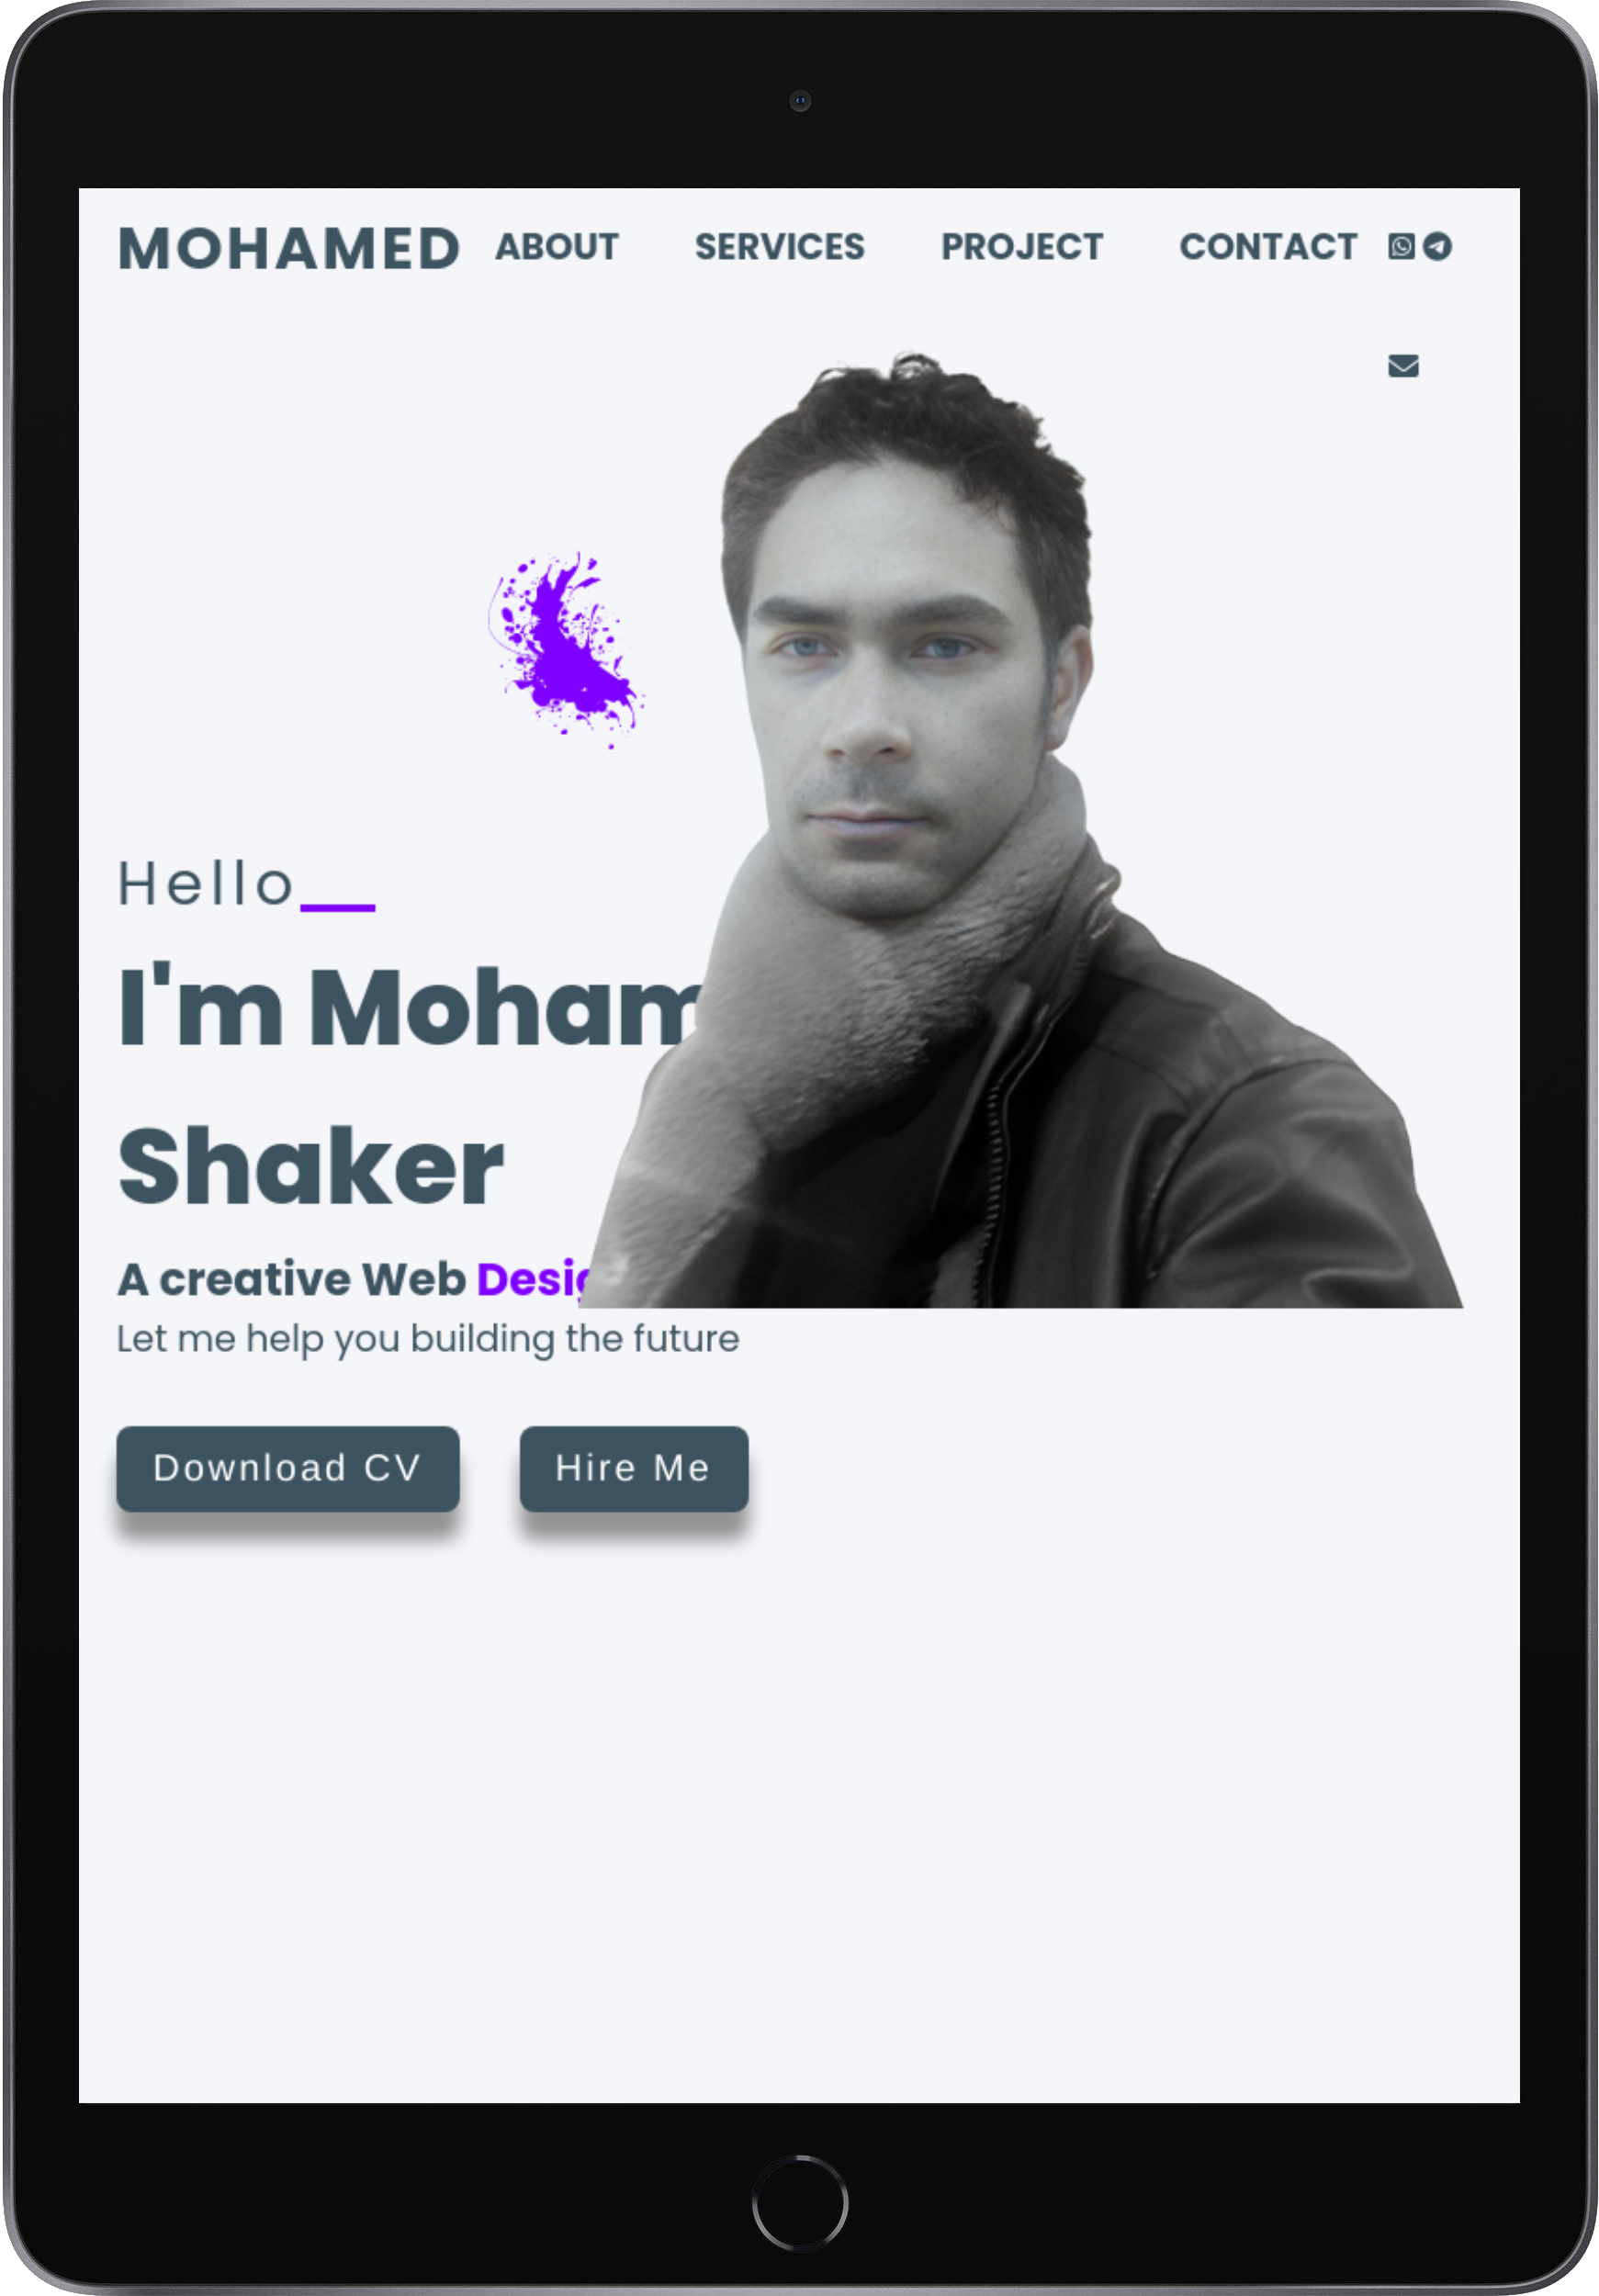 MOHAMED ABOUT SERVICES PROJECT CONTACT
Hello
I'm Moham
Shaker
A creative Web Desig
Let me help you building the future
Download CV Hire Me